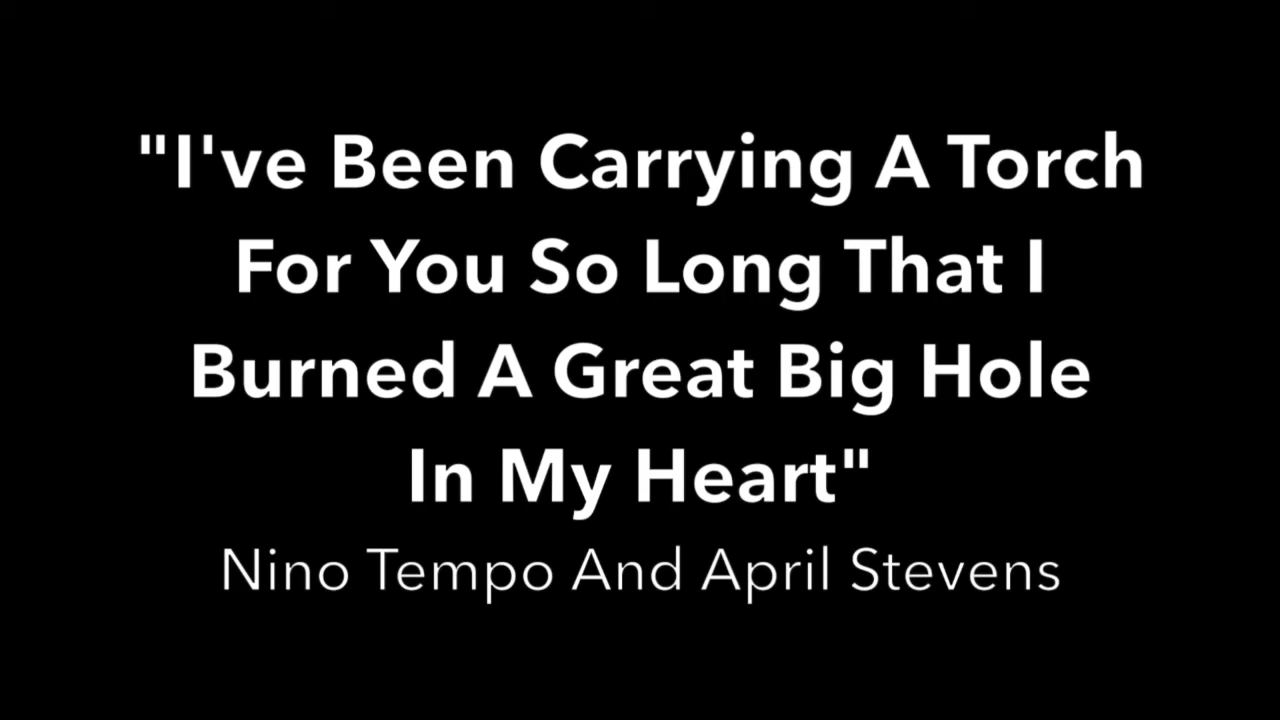 "I've Been Carrying A Torch
For You So Long That I
Burned A Great Big Hole
In My Heart"
Nino Tempo And April Stevens